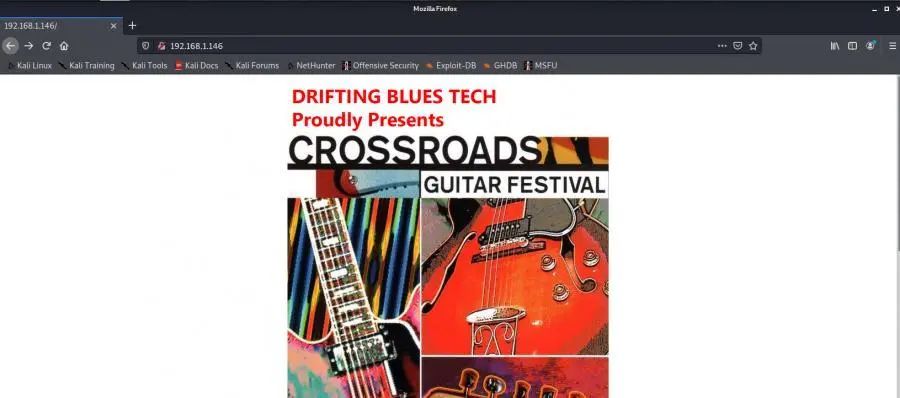 Mozilla Firefox
192.168.1.146/
192.168.1.146
Kali Linux Kali Training Kali Tools Kali Docs Kali Forums NetHunter Offensive Security Exploit-DB GHDB MSFU
DRIFTING BLUES TECH
Proudly Presents
CROSSROADS
GUITAR FESTIVAL